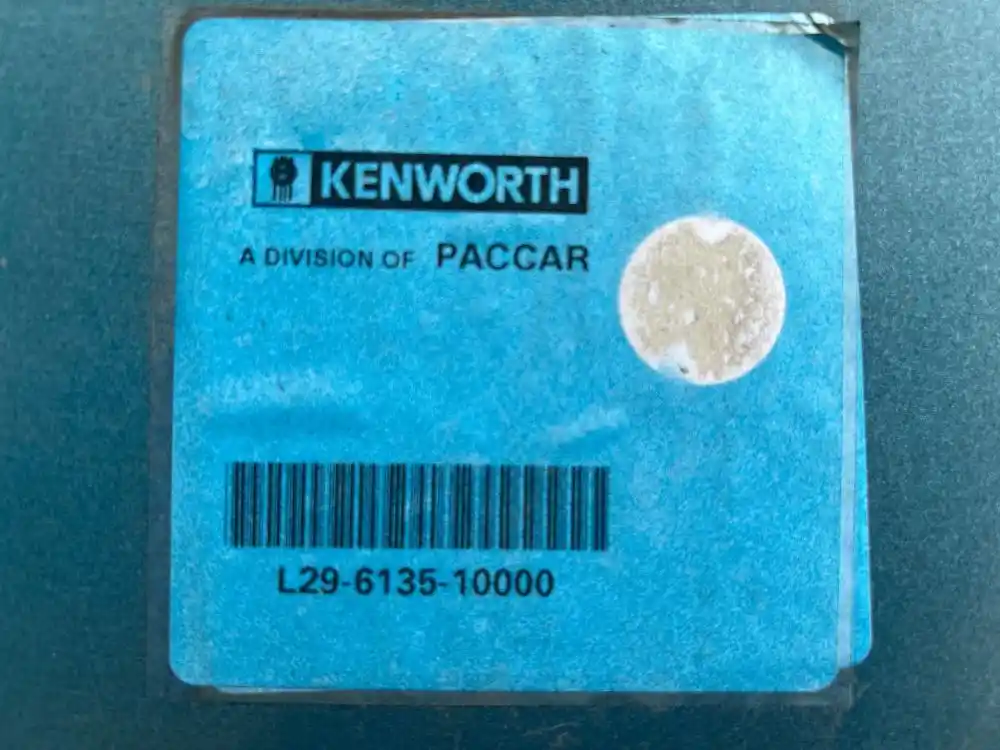 KENWORTH
A DIVISION OF PACCAR
L29-6135-10000